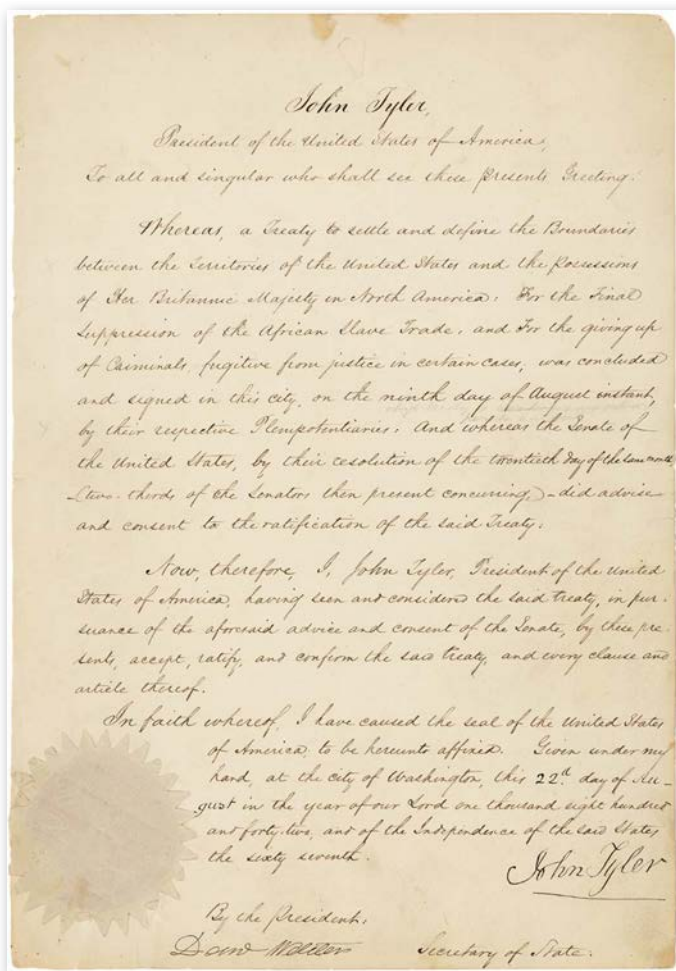 John Tyler,
President of the United States of America,
To all and singular who shall see these presents Greeting:
Whereas, a Treaty to settle and define the Boundaries
between the Territories of the United States and the possessions
of Her Britannic Majesty in North America: For the Final
Suppression of the African Slave Trade, and For the giving up
of Criminals, fugitive from justice in certain cases, was concluded
and signed in this city, on the ninth day of August instant,
by their respective Plenipotentiaries: And whereas the Senate of
the United States, by their resolution of the twentieth day of the same month
(two-thirds of the Senators then present concurring,) - did advise
and consent to the ratification of the said Treaty:
Now, therefore, I, John Tyler, President of the United
States of America, having seen and considered the said treaty, in pur-
suance of the aforesaid advice and consent of the Senate, by these pre-
sents, accept, ratify, and confirm the said treaty, and every clause and
article thereof.
In faith whereof, I have caused the seal of the United States
of America, to be hereunto affixed. Given under my
hand, at the city of Washington, this 22d. day of Au-
gust in the year of our Lord one thousand eight hundred
and forty-two, and of the Independence of the said States
the sixty seventh.
John Tyler
By the President:
Danl Webster
Secretary of State.